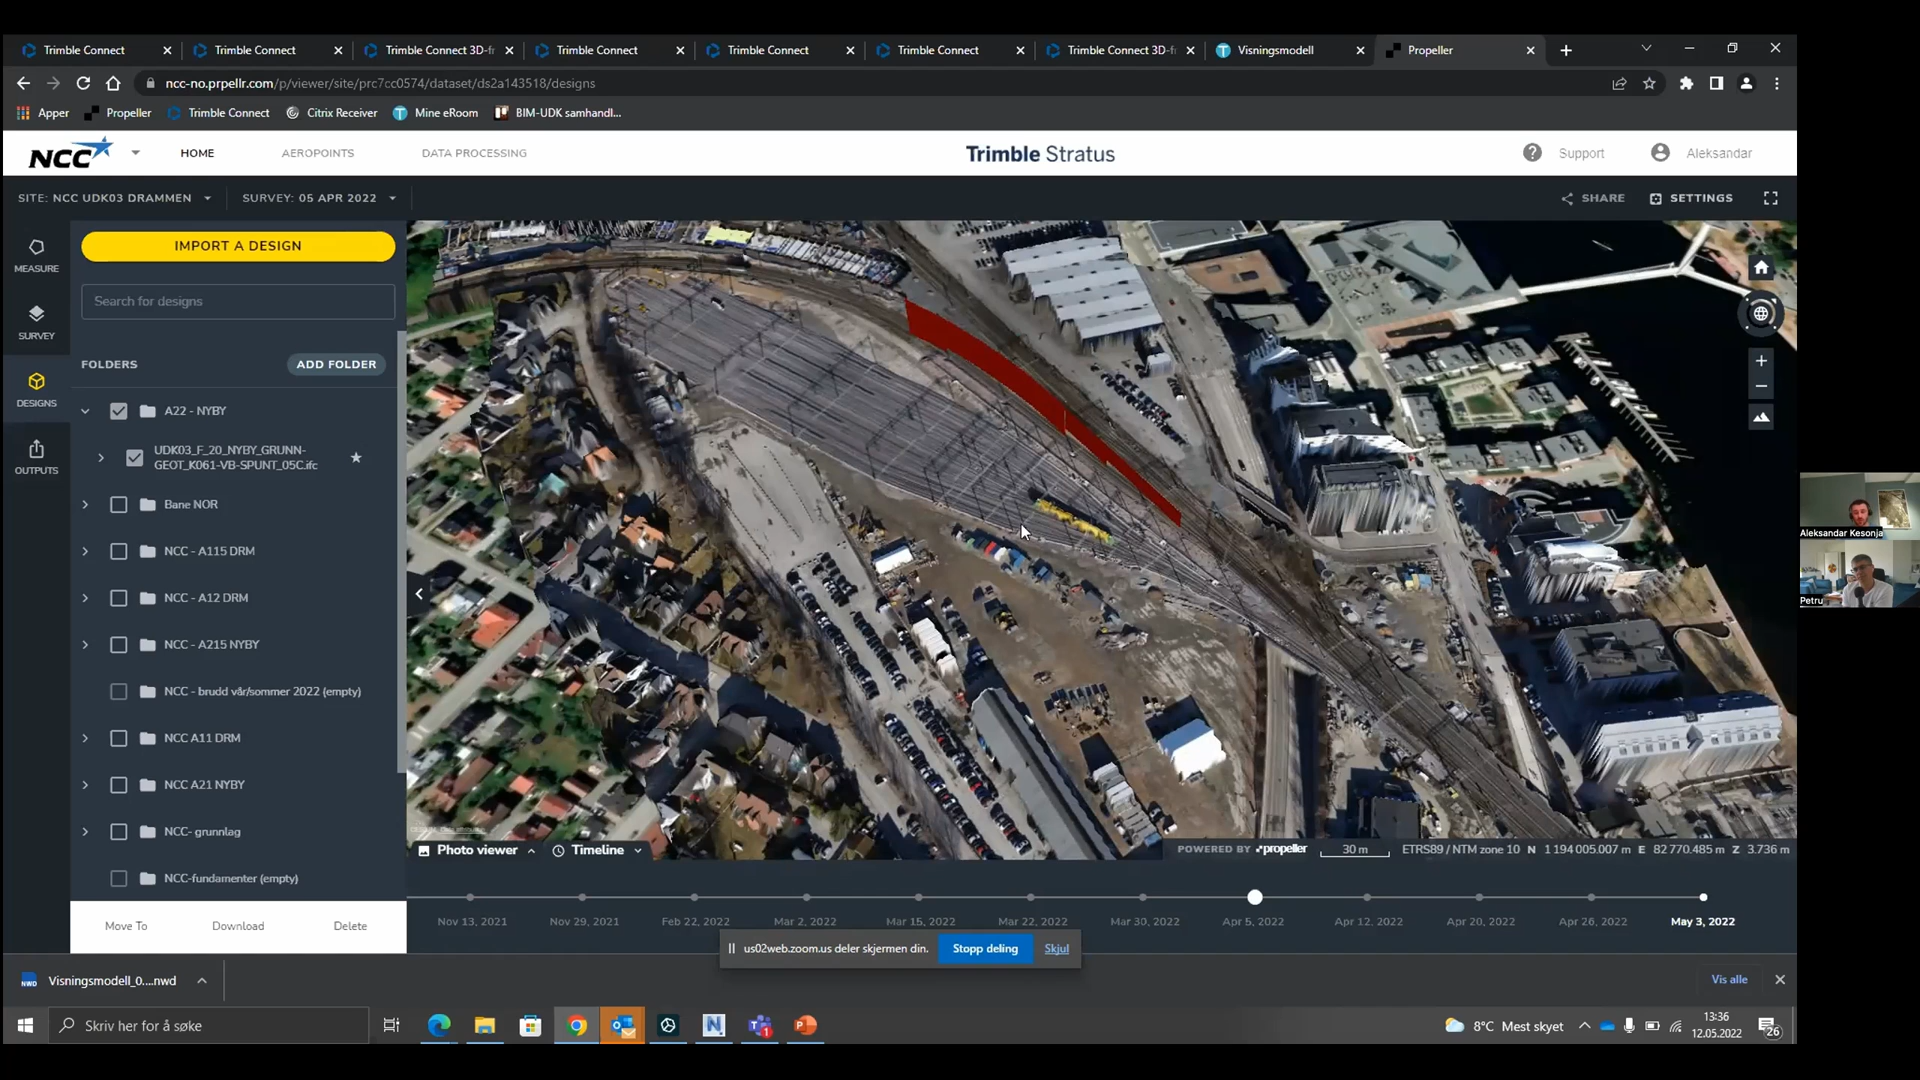 Trimble Connect
Trimble Connect
Trimble Connect 3D-fr
Trimble Connect
Trimble Connect
Trimble Connect
Trimble Connect 3D-fr
Visningsmodell
Propeller
ncc-no.prpellr.com/p/viewer/site/prc7cc0574/dataset/ds2a143518/designs
Apper
Propeller
Trimble Connect
Citrix Receiver
Mine eRoom
BIM-UDK samhandl...
NCC
HOME
AEROPOINTS
DATA PROCESSING
Trimble Stratus
Support
Aleksandar
SITE: NCC UDK03 DRAMMEN
SURVEY: 05 APR 2022
SHARE
SETTINGS
MEASURE
SURVEY
DESIGNS
OUTPUTS
IMPORT A DESIGN
Search for designs
FOLDERS
ADD FOLDER
A22 - NYBY
UDK03_F_20_NYBY_GRUNN-
GEOT_K061-VB-SPUNT_05C.ifc
Bane NOR
NCC - A115 DRM
NCC - A12 DRM
NCC - A215 NYBY
NCC - brudd vår/sommer 2022 (empty)
NCC A11 DRM
NCC A21 NYBY
NCC- grunnlag
NCC-fundamenter (empty)
Move To
Download
Delete
Photo viewer
Timeline
POWERED BY propeller
30 m
ETRS89 / NTM zone 10 N 1 194 005.007 m E 82 770.485 m Z 3.736 m
Nov 13, 2021
Nov 29, 2021
Feb 22, 2022
Mar 2, 2022
Mar 15, 2022
Mar 22, 2022
Mar 30, 2022
Apr 5, 2022
Apr 12, 2022
Apr 20, 2022
Apr 26, 2022
May 3, 2022
us02web.zoom.us deler skjermen din.
Stopp deling
Skjul
NWD
Visningsmodell_0....nwd
Vis alle
Skriv her for å søke
8°C Mest skyet
13:36
12.05.2022
26
Aleksandar Kesonja
Petru